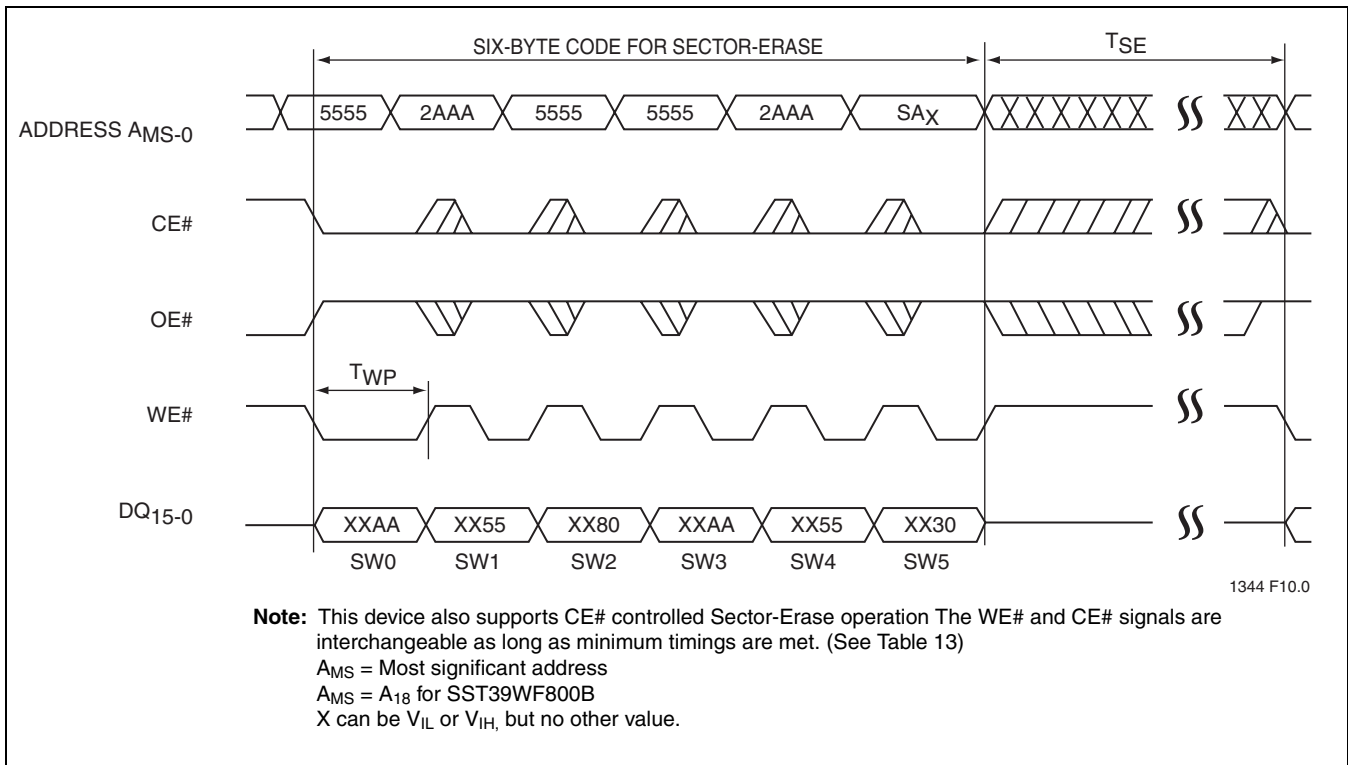 SIX-BYTE CODE FOR SECTOR-ERASE
TSE
ADDRESS AMS-0
5555 2AAA 5555 5555 2AAA SAX
CE#
OE#
TWP
WE#
DQ15-0
XXAA XX55 XX80 XXAA XX55 XX30
SW0 SW1 SW2 SW3 SW4 SW5
1344 F10.0
Note: This device also supports CE# controlled Sector-Erase operation The WE# and CE# signals are
interchangeable as long as minimum timings are met. (See Table 13)
AMS = Most significant address
AMS = A18 for SST39WF800B
X can be VIL or VIH, but no other value.